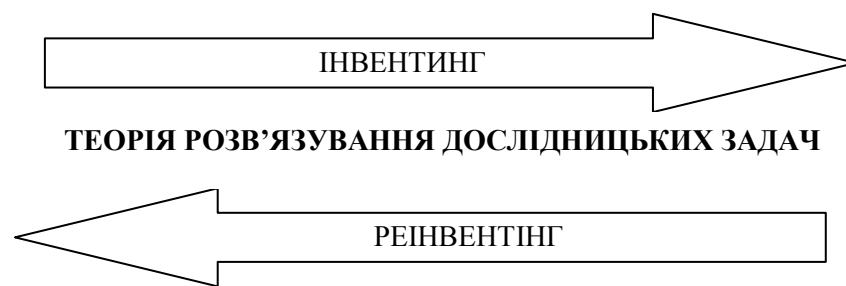 ІНВЕНТИНГ
ТЕОРІЯ РОЗВ’ЯЗУВАННЯ ДОСЛІДНИЦЬКИХ ЗАДАЧ
РЕІНВЕНТІНГ